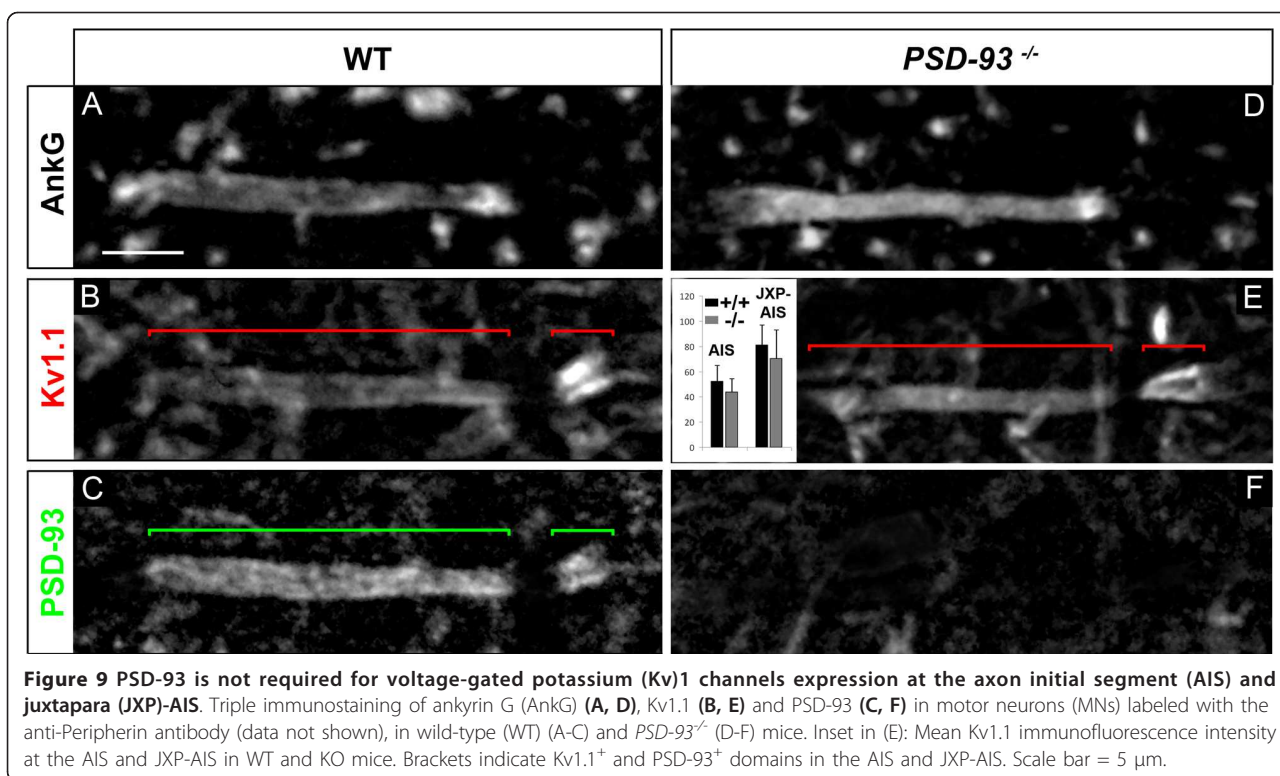 WT
PSD-93 -/-
AnkG
A
D
Kv1.1
B
120
100
80
60
40
20
0
+/+
-/-
AIS
JXP-
AIS
E
PSD-93
C
F
Figure 9 PSD-93 is not required for voltage-gated potassium (Kv)1 channels expression at the axon initial segment (AIS) and
juxtapara (JXP)-AIS. Triple immunostaining of ankyrin G (AnkG) (A, D), Kv1.1 (B, E) and PSD-93 (C, F) in motor neurons (MNs) labeled with the
anti-Peripherin antibody (data not shown), in wild-type (WT) (A-C) and PSD-93-/- (D-F) mice. Inset in (E): Mean Kv1.1 immunofluorescence intensity
at the AIS and JXP-AIS in WT and KO mice. Brackets indicate Kv1.1+ and PSD-93+ domains in the AIS and JXP-AIS. Scale bar = 5 μm.